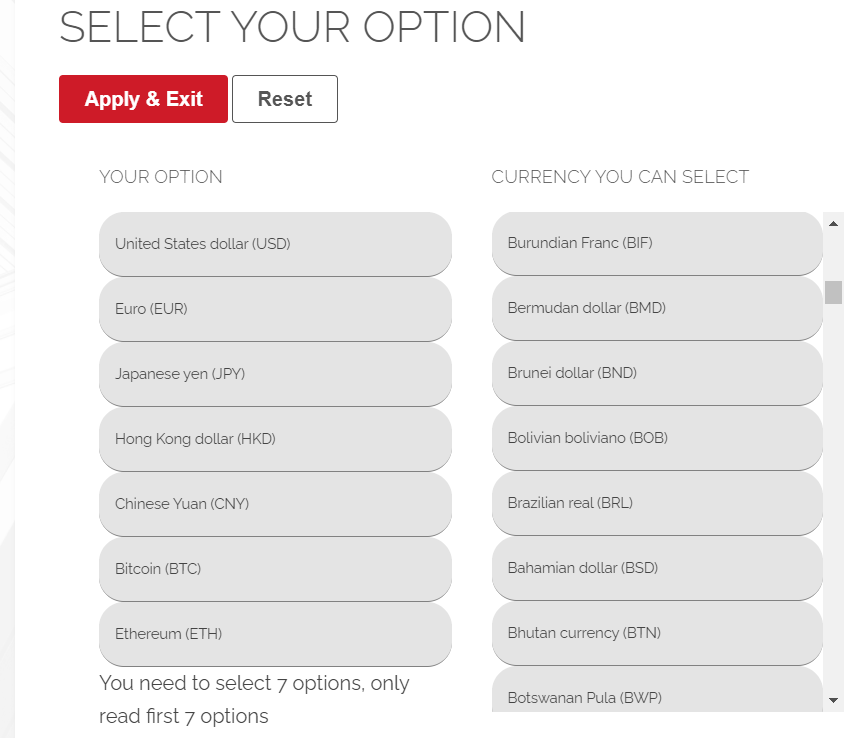 SELECT YOUR OPTION
Apply & Exit
Reset
YOUR OPTION
United States dollar (USD)
Euro (EUR)
Japanese yen (JPY)
Hong Kong dollar (HKD)
Chinese Yuan (CNY)
Bitcoin (BTC)
Ethereum (ETH)
You need to select 7 options, only
read first 7 options
CURRENCY YOU CAN SELECT
Burundian Franc (BIF)
Bermudan dollar (BMD)
Brunei dollar (BND)
Bolivian boliviano (BOB)
Brazilian real (BRL)
Bahamian dollar (BSD)
Bhutan currency (BTN)
Botswanan Pula (BWP)